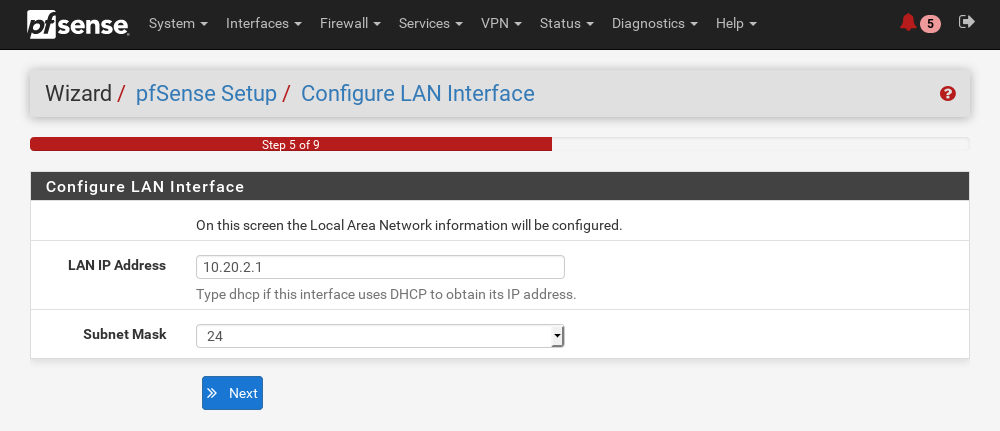 pfsense System Interfaces Firewall Services VPN Status Diagnostics Help 5
Wizard / pfSense Setup / Configure LAN Interface
Step 5 of 9
Configure LAN Interface
On this screen the Local Area Network information will be configured.
LAN IP Address 10.20.2.1
Type dhcp if this interface uses DHCP to obtain its IP address.
Subnet Mask 24
Next